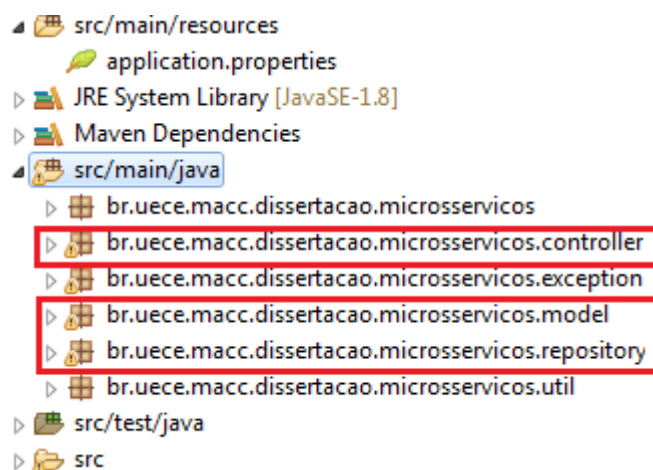 src/main/resources
application.properties
JRE System Library [JavaSE-1.8]
Maven Dependencies
src/main/java
br.uece.macc.dissertacao.microsservicos
br.uece.macc.dissertacao.microsservicos.controller
br.uece.macc.dissertacao.microsservicos.exception
br.uece.macc.dissertacao.microsservicos.model
br.uece.macc.dissertacao.microsservicos.repository
br.uece.macc.dissertacao.microsservicos.util
src/test/java
src